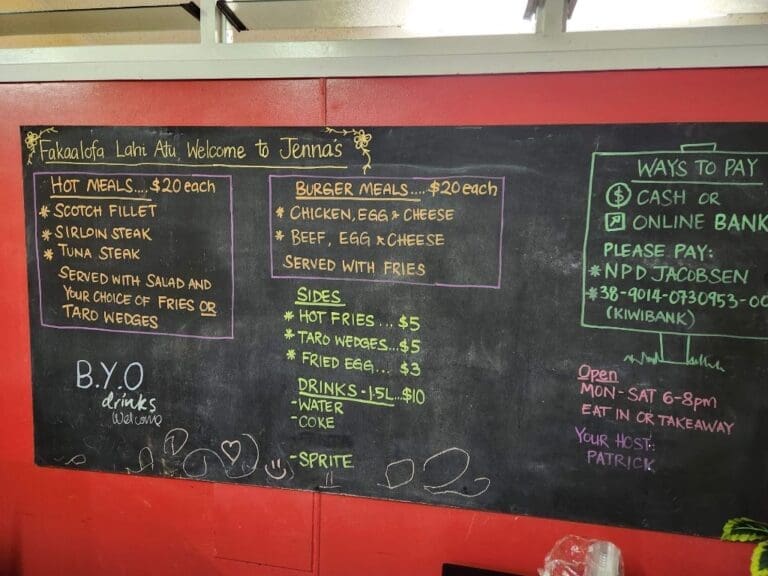 Fakaalofa Lahi Atu, Welcome to Jenna's
HOT MEALS....$20 each
* SCOTCH FILLET
* SIRLOIN STEAK
* TUNA STEAK
SERVED WITH SALAD AND
YOUR CHOICE OF FRIES OR
TARO WEDGES
B.Y.O
drinks
Welcome
BURGER MEALS....$20 each
* CHICKEN, EGG & CHEESE
* BEEF, EGG & CHEESE
SERVED WITH FRIES
SIDES
* HOT FRIES... $5
* TARO WEDGES...$5
* FRIED EGG... $3
DRINKS - 1.5L...$10
- WATER
- COKE
- SPRITE
WAYS TO PAY
$ CASH OR
ONLINE BANK
PLEASE PAY:
* NPD JACOBSEN
* 38-9014-0730953-00
(KIWIBANK)
Open
MON - SAT 6-8pm
EAT IN OR TAKEAWAY
YOUR HOST:
PATRICK